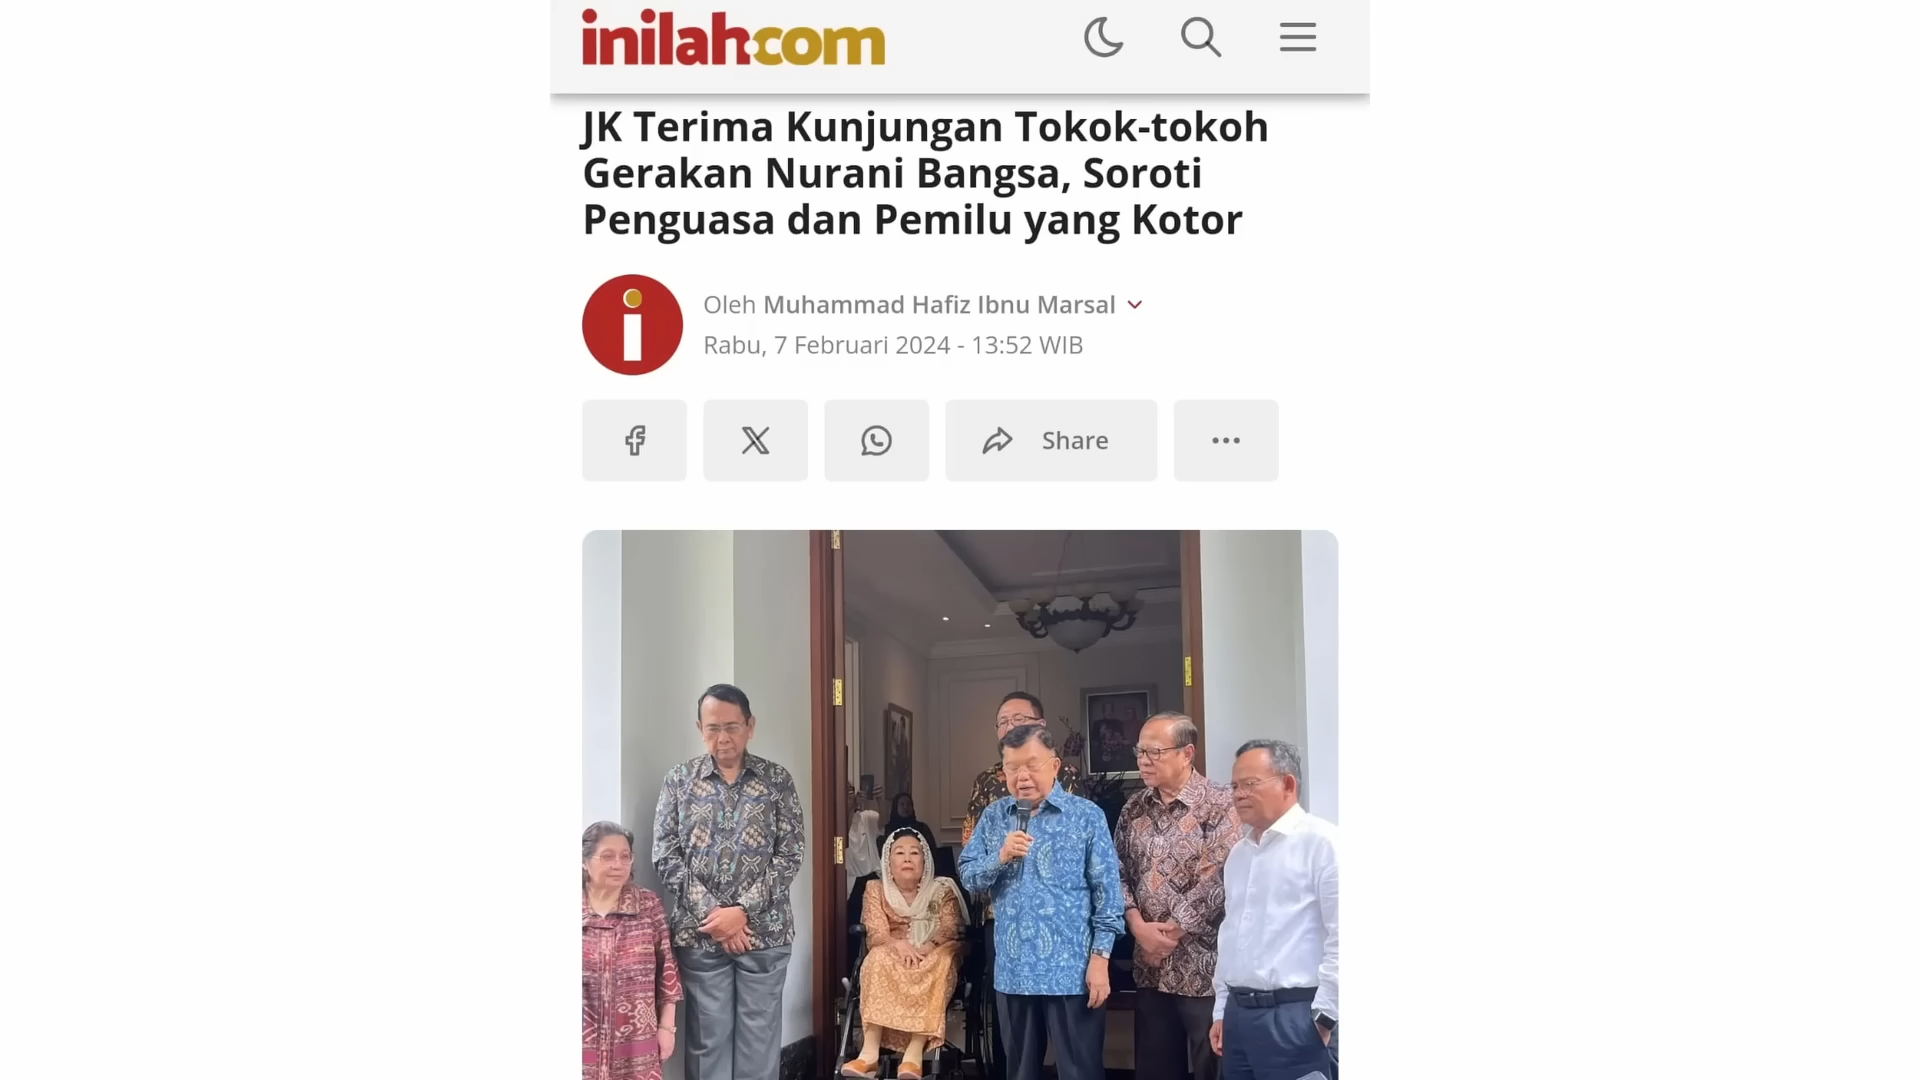 inilah.com
JK Terima Kunjungan Tokok-tokoh
Gerakan Nurani Bangsa, Soroti
Penguasa dan Pemilu yang Kotor
Oleh Muhammad Hafiz Ibnu Marsal
Rabu, 7 Februari 2024 - 13:52 WIB
Share